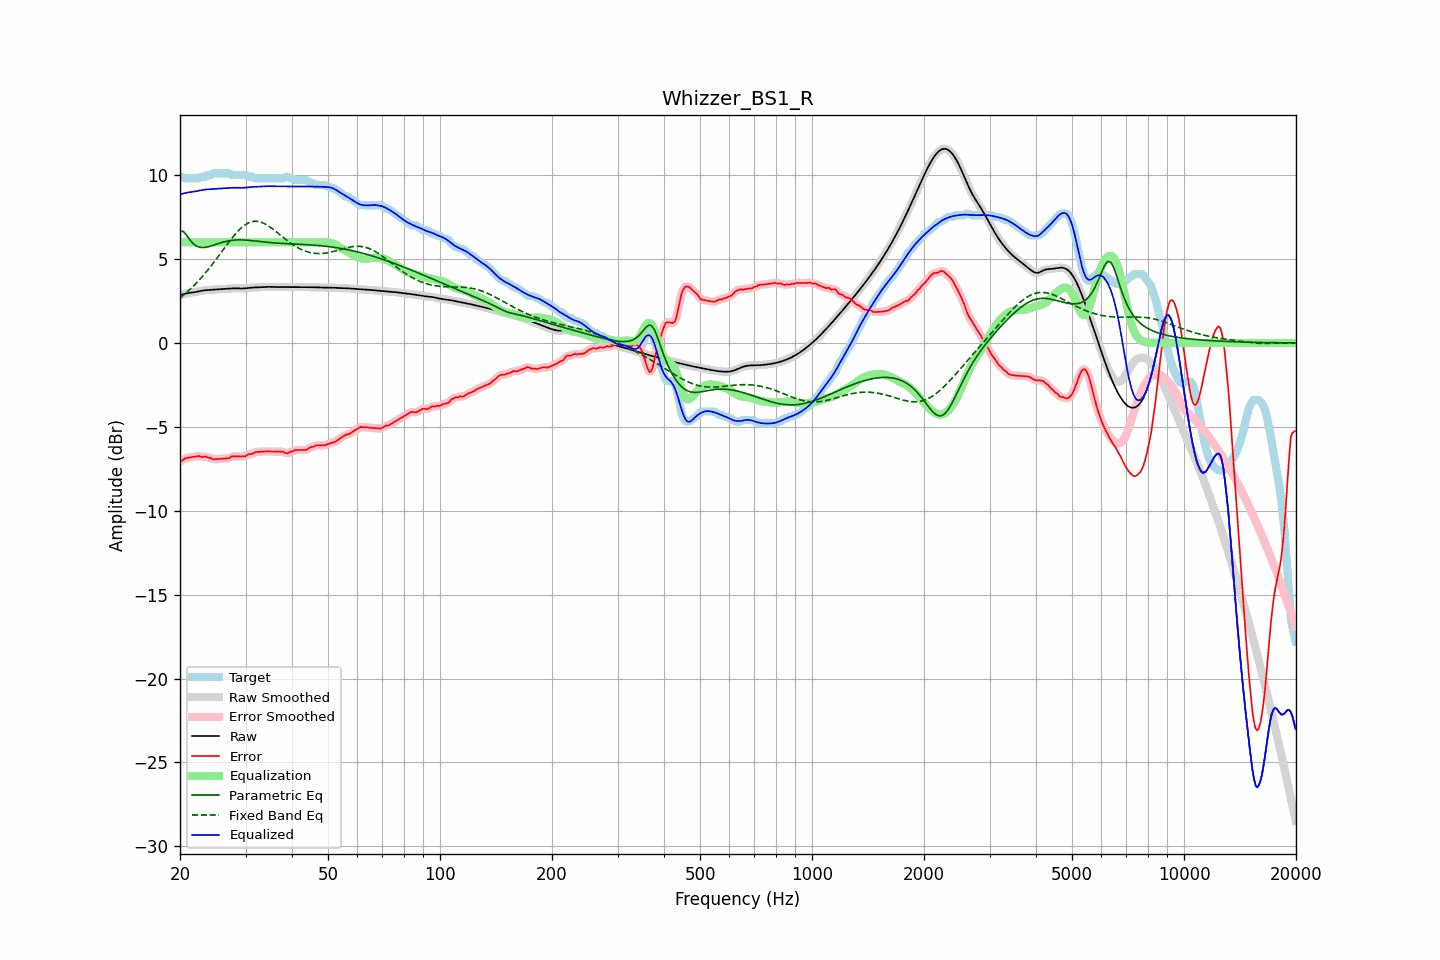 Whizzer_BS1_R
Amplitude (dBr)
10
5
0
−5
−10
−15
−20
−25
−30
Target
Raw Smoothed
Error Smoothed
Raw
Error
Equalization
Parametric Eq
Fixed Band Eq
Equalized
20 50 100 200 500 1000 2000 5000 10000 20000
Frequency (Hz)